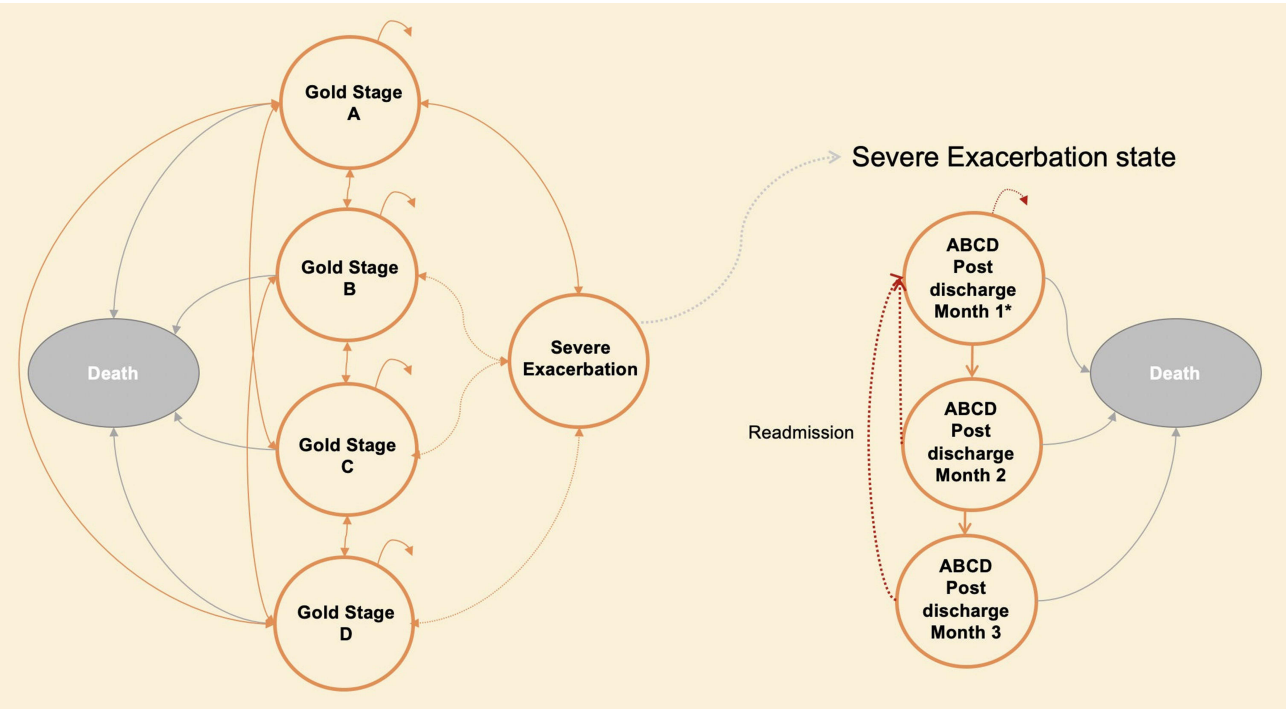 Gold Stage
A
Gold Stage
B
Gold Stage
C
Gold Stage
D
Death
Severe
Exacerbation
Severe Exacerbation state
ABCD
Post
discharge
Month 1*
ABCD
Post
discharge
Month 2
ABCD
Post
discharge
Month 3
Readmission
Death